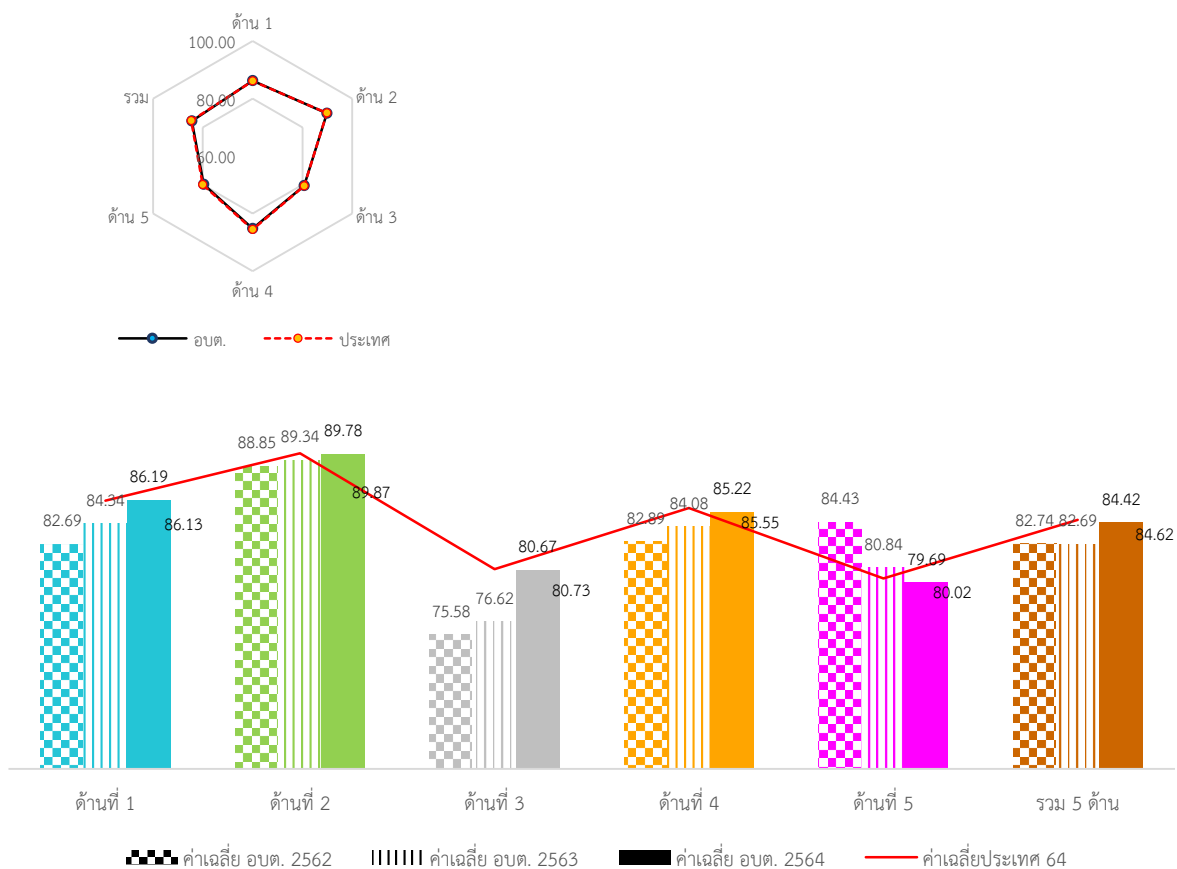 ด้าน 1
100.00
รวม
80.00
ด้าน 2
60.00
ด้าน 5
ด้าน 3
ด้าน 4
อบต. ประเทศ
82.69 84.34 86.19 86.13
88.85 89.34 89.78 89.87
75.58 76.62 80.67 80.73
82.89 84.08 85.22 85.55
84.43 80.84 79.69 80.02
82.74 82.69 84.42 84.62
ด้านที่ 1 ด้านที่ 2 ด้านที่ 3 ด้านที่ 4 ด้านที่ 5 รวม 5 ด้าน
ค่าเฉลี่ย อบต. 2562 ค่าเฉลี่ย อบต. 2563 ค่าเฉลี่ย อบต. 2564 ค่าเฉลี่ยประเทศ 64